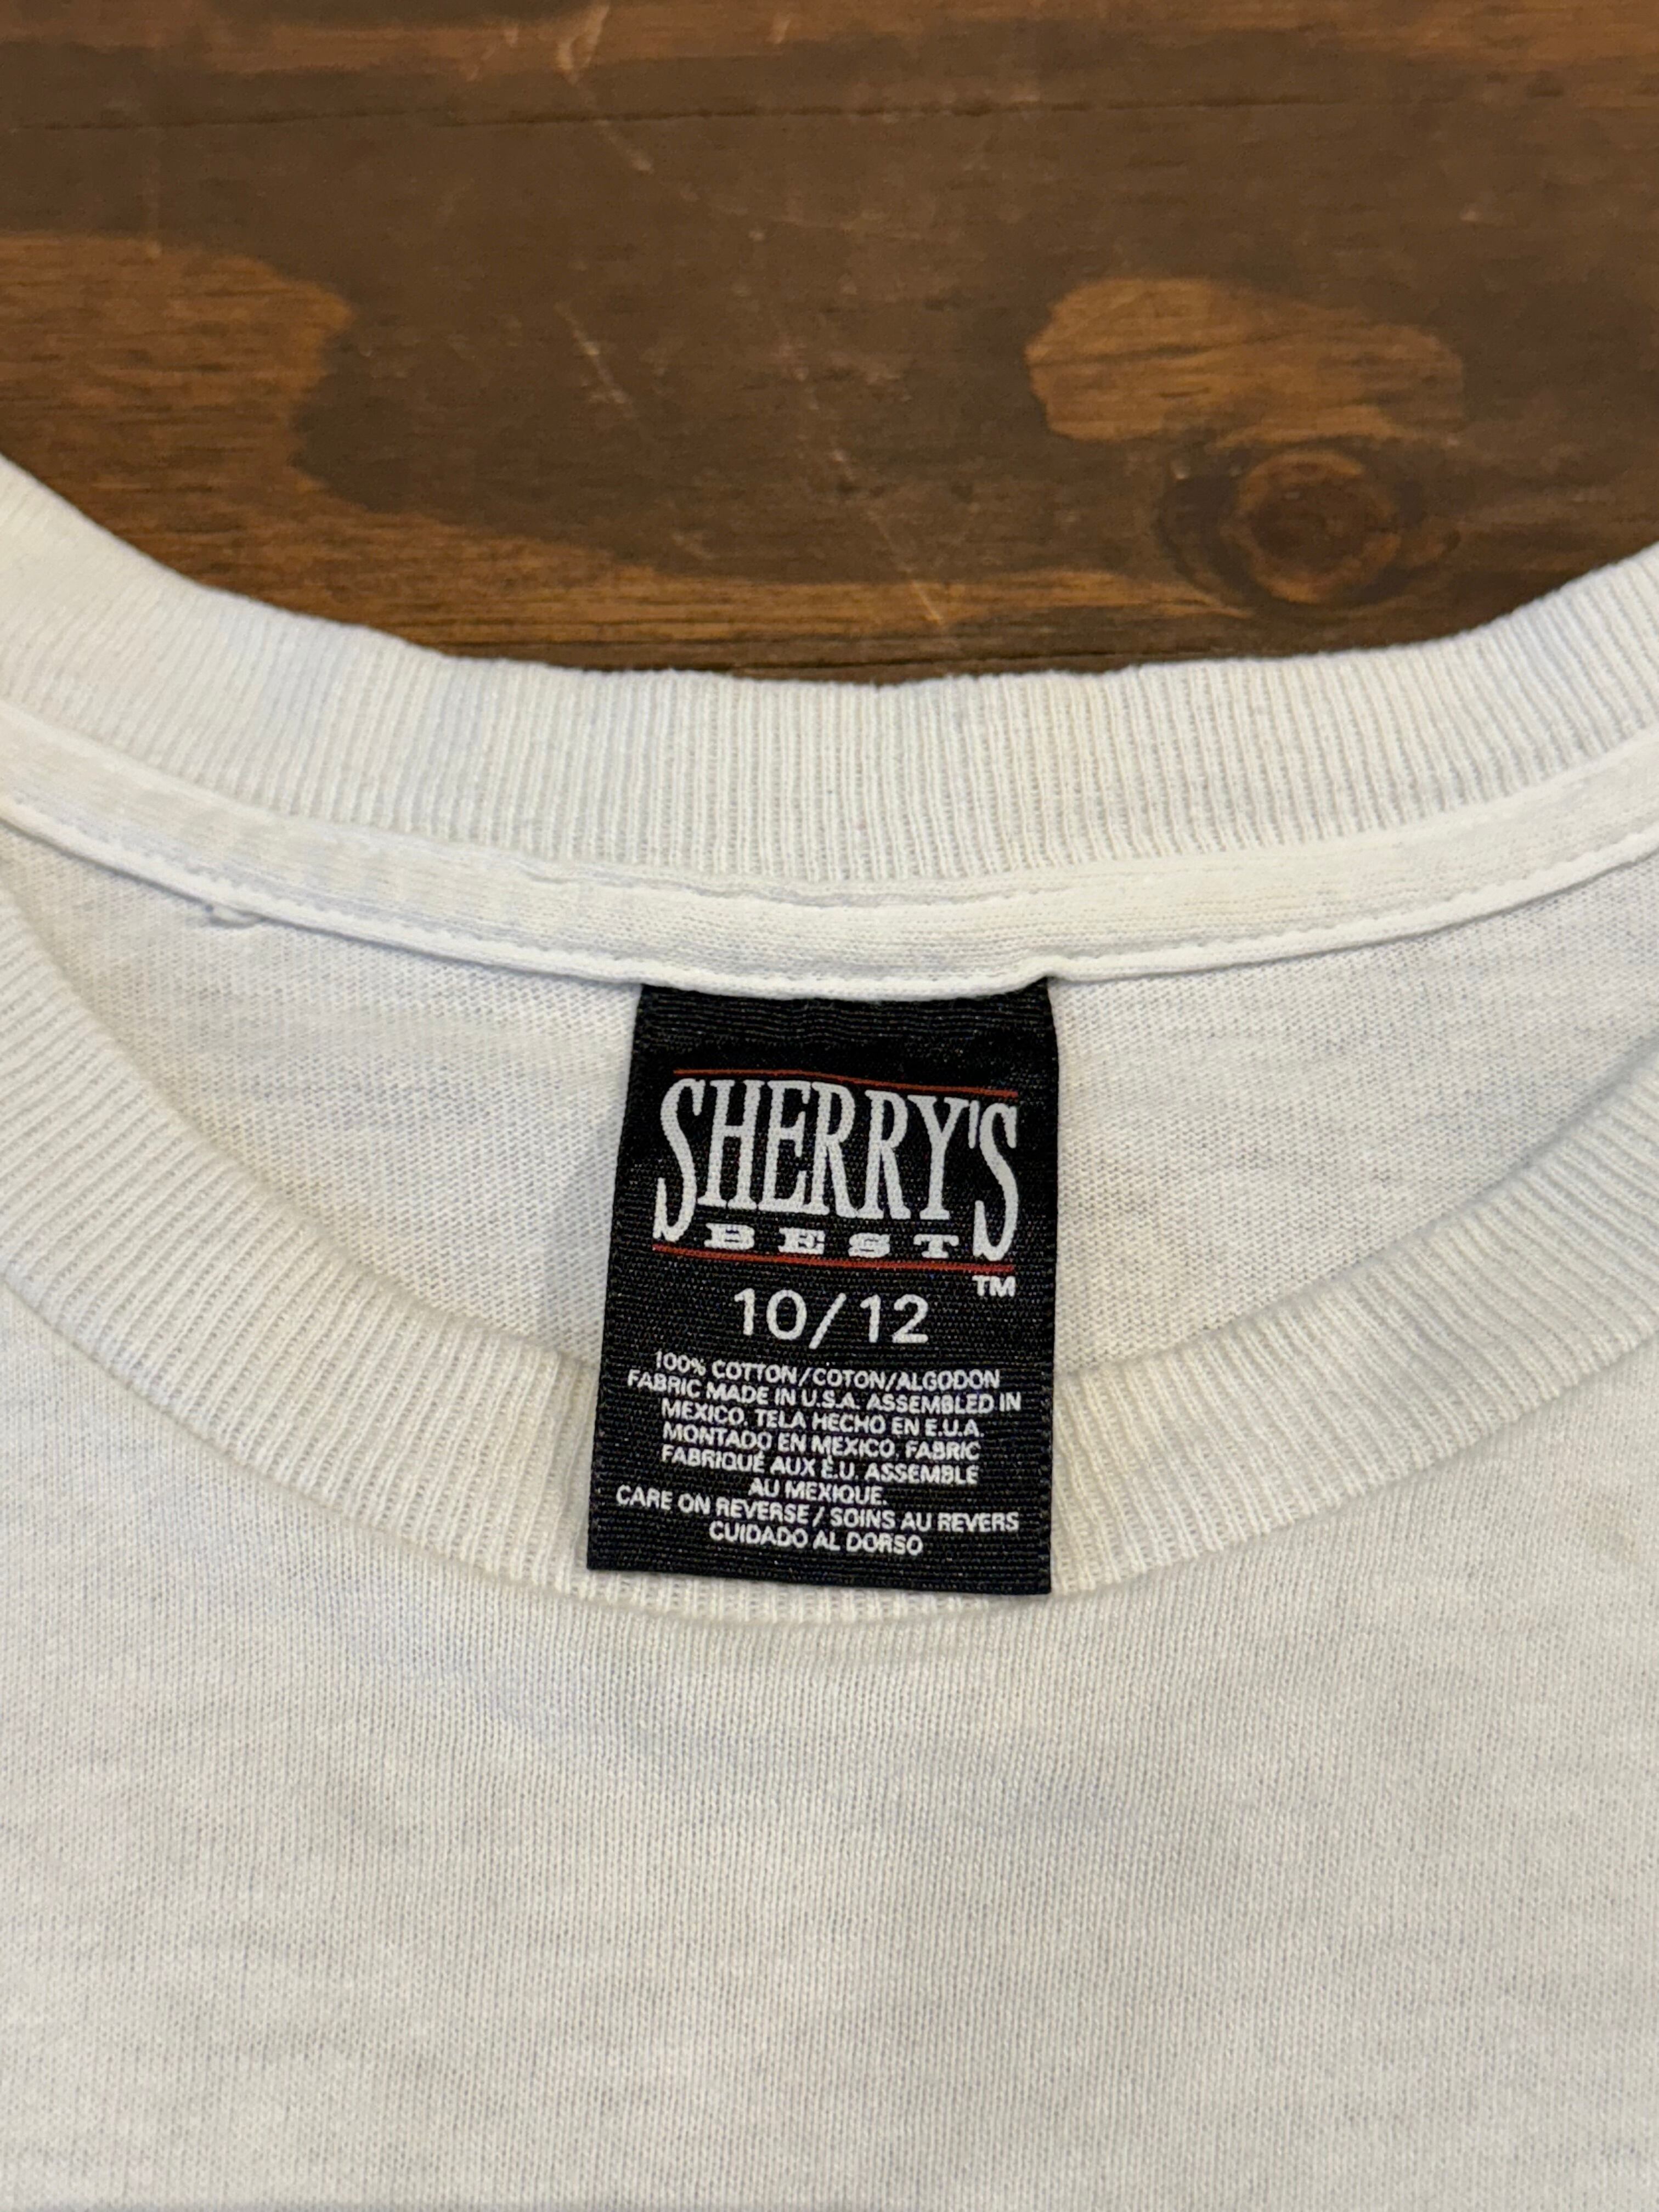 SHERRY'S
BEST
TM
10/12
100% COTTON/COTON/ALGODON
FABRIC MADE IN U.S.A. ASSEMBLED IN
MEXICO. TELA HECHO EN E.U.A.
MONTADO EN MEXICO. FABRIC
FABRIQUÉ AUX É.U. ASSEMBLÉ
AU MEXIQUE.
CARE ON REVERSE / SOINS AU REVERS
CUIDADO AL DORSO